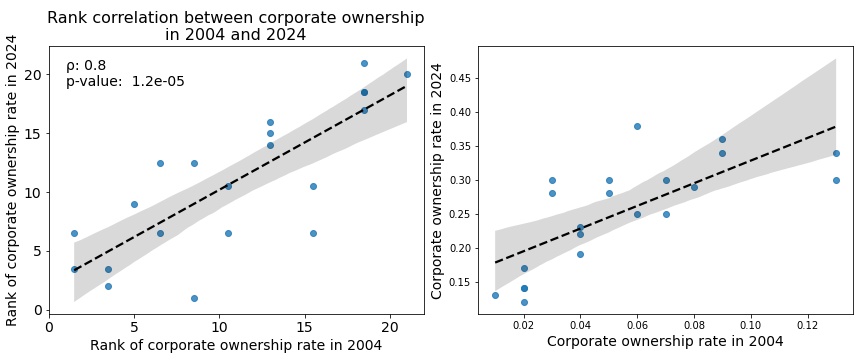 Rank correlation between corporate ownership
in 2004 and 2024
ρ: 0.8
p-value:  1.2e-05
Rank of corporate ownership rate in 2024
20
15
10
5
0
0 5 10 15 20
Rank of corporate ownership rate in 2004
Corporate ownership rate in 2024
0.45
0.40
0.35
0.30
0.25
0.20
0.15
0.02 0.04 0.06 0.08 0.10 0.12
Corporate ownership rate in 2004